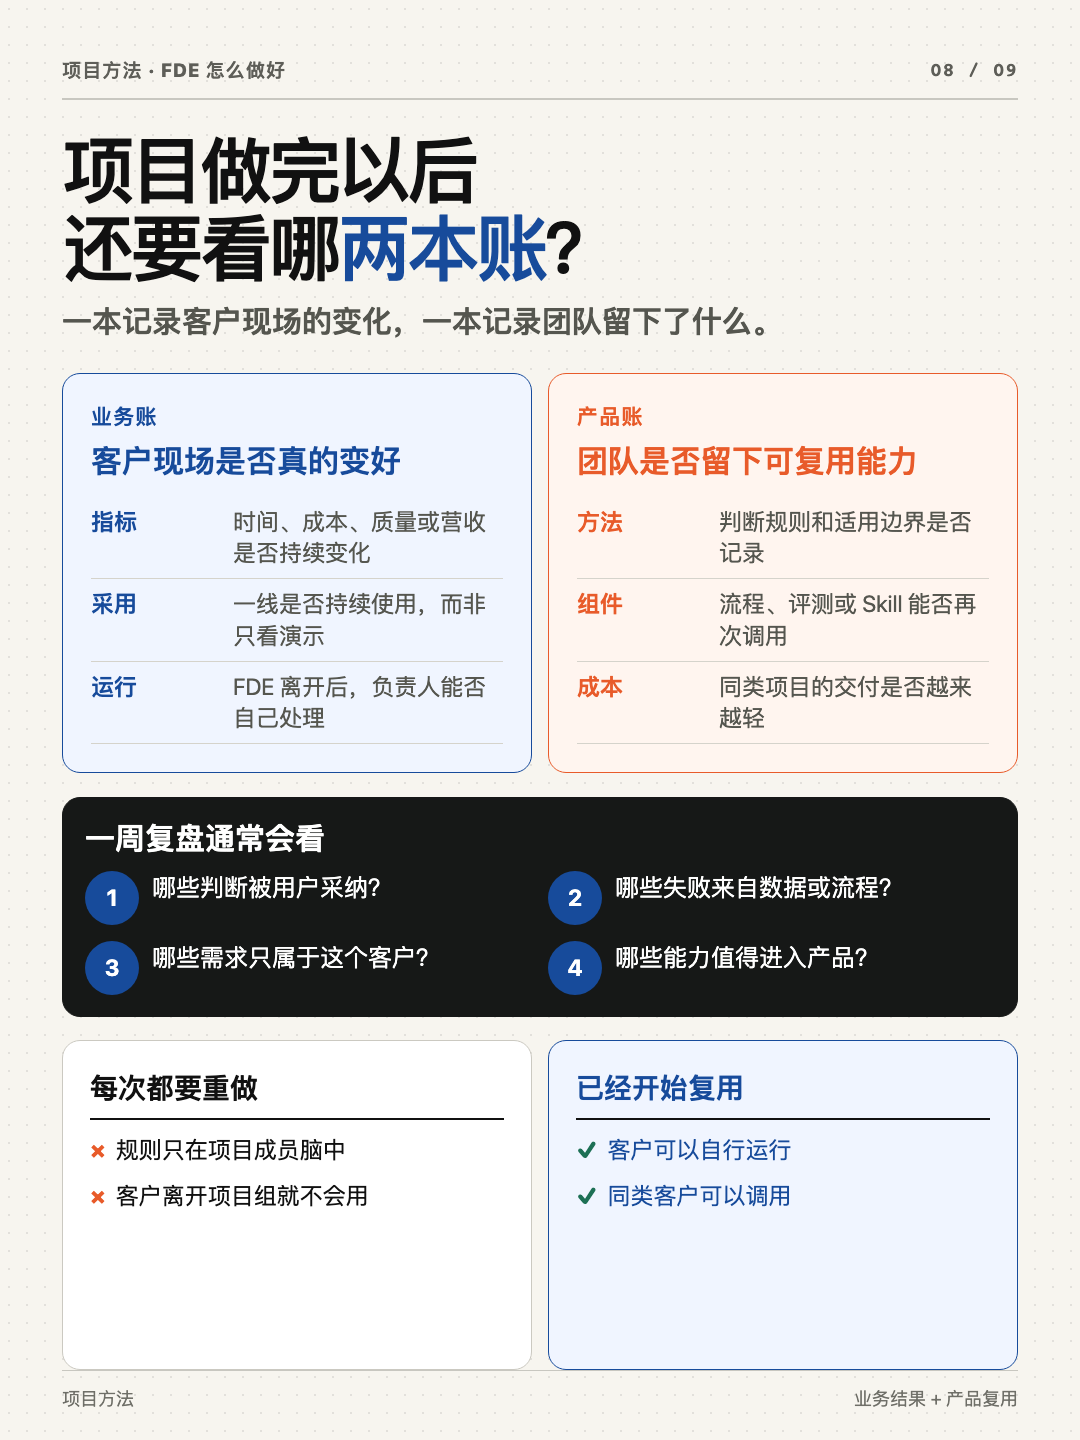 项目方法 · FDE 怎么做好
08 / 09
项目做完以后
还要看哪两本账?
一本记录客户现场的变化，一本记录团队留下了什么。
业务账
客户现场是否真的变好
指标
时间、成本、质量或营收
是否持续变化
采用
一线是否持续使用，而非
只看演示
运行
FDE 离开后，负责人能否
自己处理
产品账
团队是否留下可复用能力
方法
判断规则和适用边界是否
记录
组件
流程、评测或 Skill 能否再
次调用
成本
同类项目的交付是否越来
越轻
一周复盘通常会看
1 哪些判断被用户采纳?
2 哪些失败来自数据或流程?
3 哪些需求只属于这个客户?
4 哪些能力值得进入产品?
每次都要重做
× 规则只在项目成员脑中
× 客户离开项目组就不会用
已经开始复用
✓ 客户可以自行运行
✓ 同类客户可以调用
项目方法
业务结果 + 产品复用